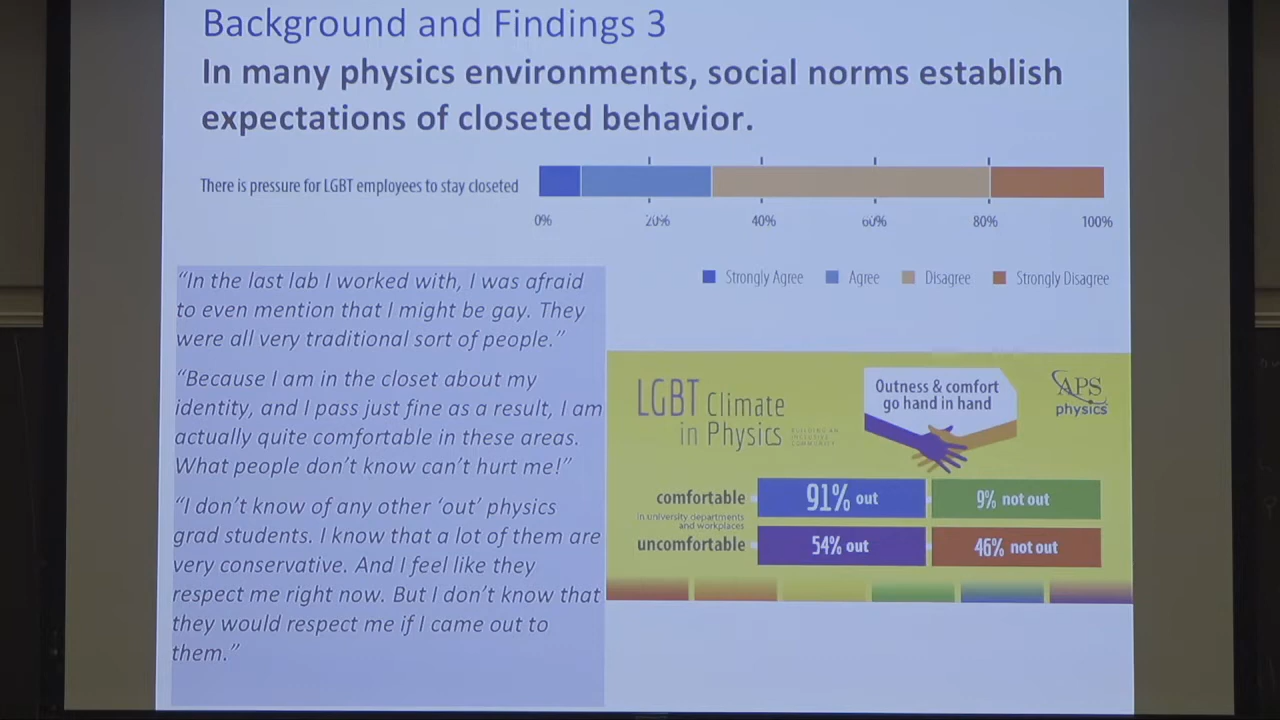 Background and Findings 3
In many physics environments, social norms establish
expectations of closeted behavior.
There is pressure for LGBT employees to stay closeted
0% 20% 40% 60% 80% 100%
Strongly Agree Agree Disagree Strongly Disagree
“In the last lab I worked with, I was afraid
to even mention that I might be gay. They
were all very traditional sort of people.”
“Because I am in the closet about my
identity, and I pass just fine as a result, I am
actually quite comfortable in these areas.
What people don’t know can’t hurt me!”
“I don’t know of any other ‘out’ physics
grad students. I know that a lot of them are
very conservative. And I feel like they
respect me right now. But I don’t know that
they would respect me if I came out to
them.”
LGBT Climate
in Physics
BUILDING AN
INCLUSIVE
COMMUNITY
Outness & comfort
go hand in hand
APS
physics
comfortable 91% out 9% not out
in university departments
and workplaces
uncomfortable 54% out 46% not out